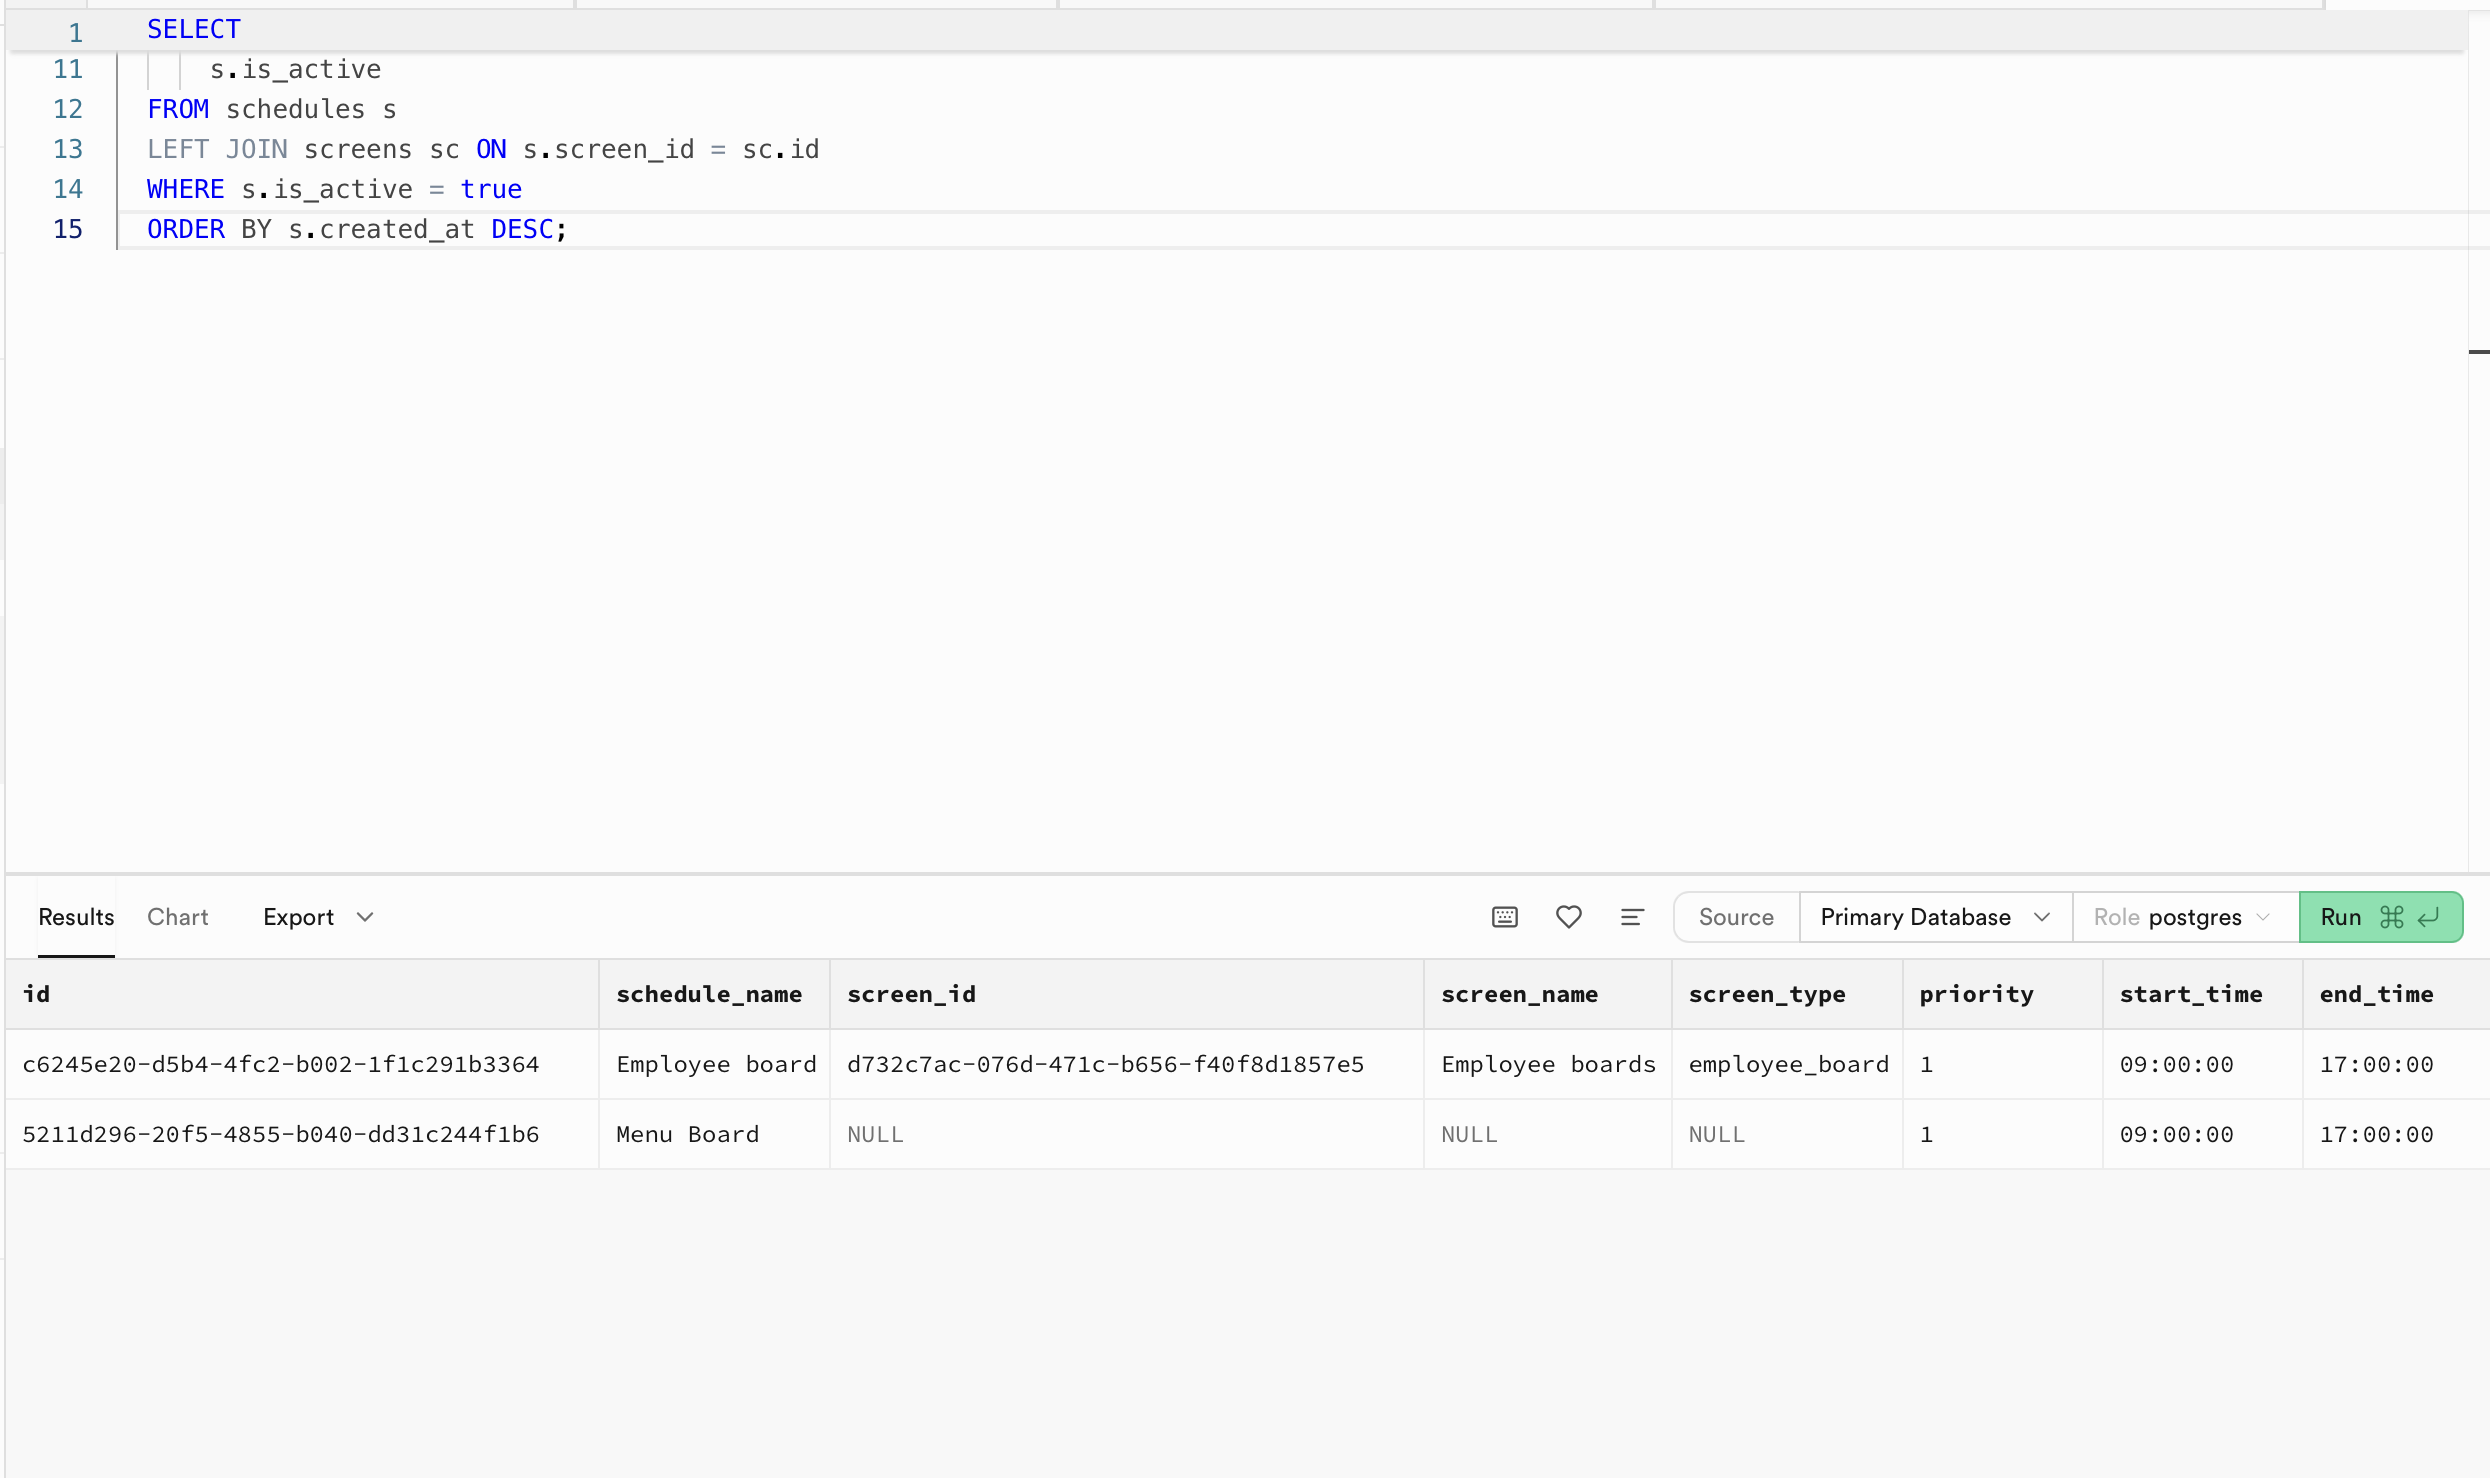 1 SELECT
11 s.is_active
12 FROM schedules s
13 LEFT JOIN screens sc ON s.screen_id = sc.id
14 WHERE s.is_active = true
15 ORDER BY s.created_at DESC;
Results Chart Export Source Primary Database Role postgres Run ⌘ ↵
id schedule_name screen_id screen_name screen_type priority start_time end_time
c6245e20-d5b4-4fc2-b002-1f1c291b3364 Employee board d732c7ac-076d-471c-b656-f40f8d1857e5 Employee boards employee_board 1 09:00:00 17:00:00
5211d296-20f5-4855-b040-dd31c244f1b6 Menu Board NULL NULL NULL 1 09:00:00 17:00:00